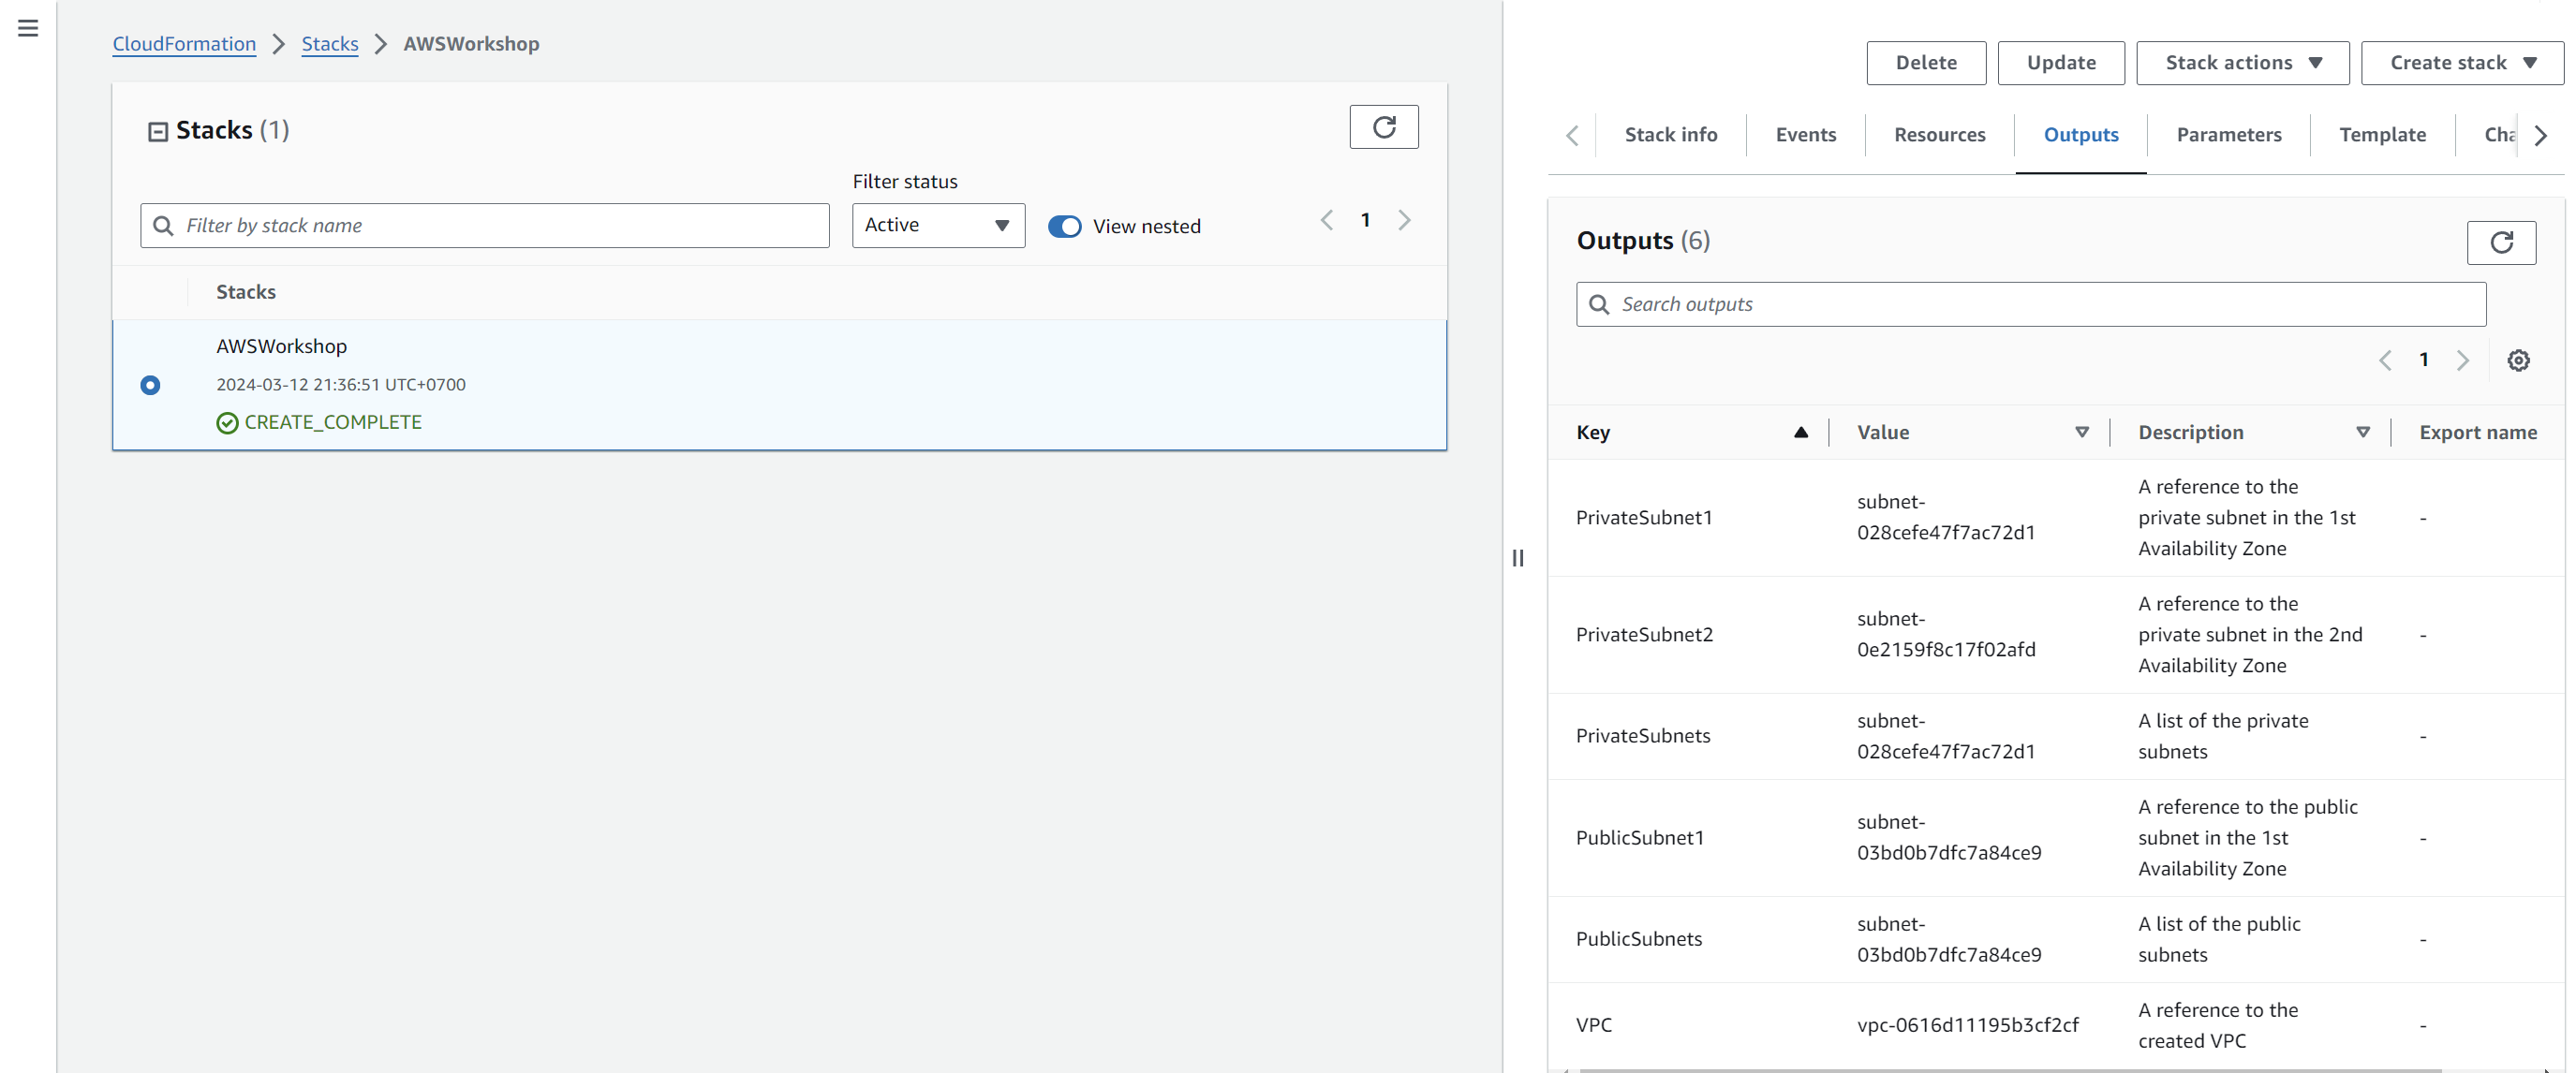 CloudFormation > Stacks > AWSWorkshop
Stacks (1)
Filter status
Filter by stack name
Active
View nested
1
Stacks
AWSWorkshop
2024-03-12 21:36:51 UTC+0700
CREATE_COMPLETE
Delete
Update
Stack actions
Create stack
Stack info
Events
Resources
Outputs
Parameters
Template
Cha
Outputs (6)
Search outputs
1
Key
Value
Description
Export name
PrivateSubnet1
subnet-
028cefe47f7ac72d1
A reference to the
private subnet in the 1st
Availability Zone
-
PrivateSubnet2
subnet-
0e2159f8c17f02afd
A reference to the
private subnet in the 2nd
Availability Zone
-
PrivateSubnets
subnet-
028cefe47f7ac72d1
A list of the private
subnets
-
PublicSubnet1
subnet-
03bd0b7dfc7a84ce9
A reference to the public
subnet in the 1st
Availability Zone
-
PublicSubnets
subnet-
03bd0b7dfc7a84ce9
A list of the public
subnets
-
VPC
vpc-0616d11195b3cf2cf
A reference to the
created VPC
-